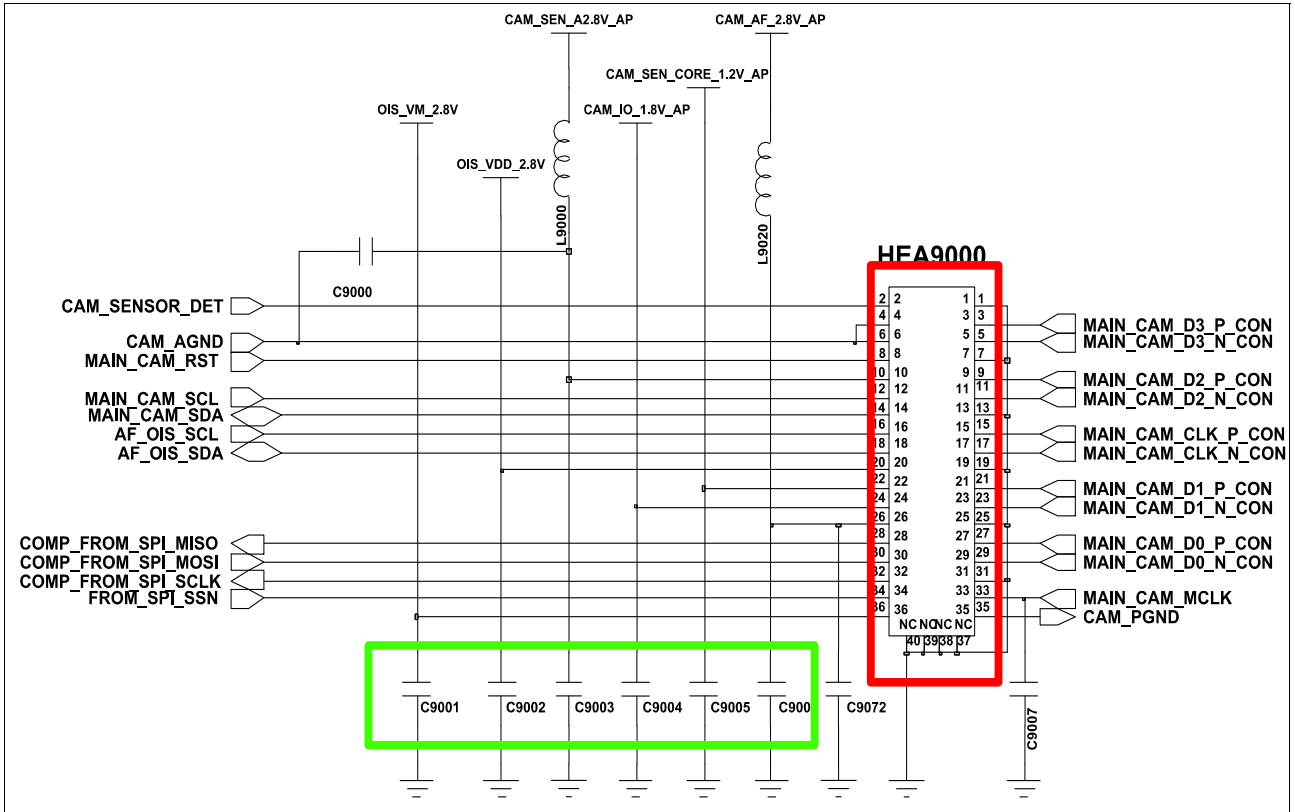 CAM_SEN_A2.8V_AP
CAM_AF_2.8V_AP
CAM_SEN_CORE_1.2V_AP
OIS_VM_2.8V
CAM_IO_1.8V_AP
OIS_VDD_2.8V
L9000
L9020
HEA9000
C9000
CAM_SENSOR_DET
CAM_AGND
MAIN_CAM_RST
MAIN_CAM_SCL
MAIN_CAM_SDA
AF_OIS_SCL
AF_OIS_SDA
COMP_FROM_SPI_MISO
COMP_FROM_SPI_MOSI
COMP_FROM_SPI_SCLK
FROM_SPI_SSN
2 2 1 1
4 4 3 3
6 6 5 5
8 8 7 7
10 10 9 9
12 12 11 11
14 14 13 13
16 16 15 15
18 18 17 17
20 20 19 19
22 22 21 21
24 24 23 23
26 26 25 25
28 28 27 27
30 30 29 29
32 32 31 31
34 34 33 33
36 36 35 35
NC NC NC NC
40 39 38 37
MAIN_CAM_D3_P_CON
MAIN_CAM_D3_N_CON
MAIN_CAM_D2_P_CON
MAIN_CAM_D2_N_CON
MAIN_CAM_CLK_P_CON
MAIN_CAM_CLK_N_CON
MAIN_CAM_D1_P_CON
MAIN_CAM_D1_N_CON
MAIN_CAM_D0_P_CON
MAIN_CAM_D0_N_CON
MAIN_CAM_MCLK
CAM_PGND
C9001 C9002 C9003 C9004 C9005 C900 C9072
C9007